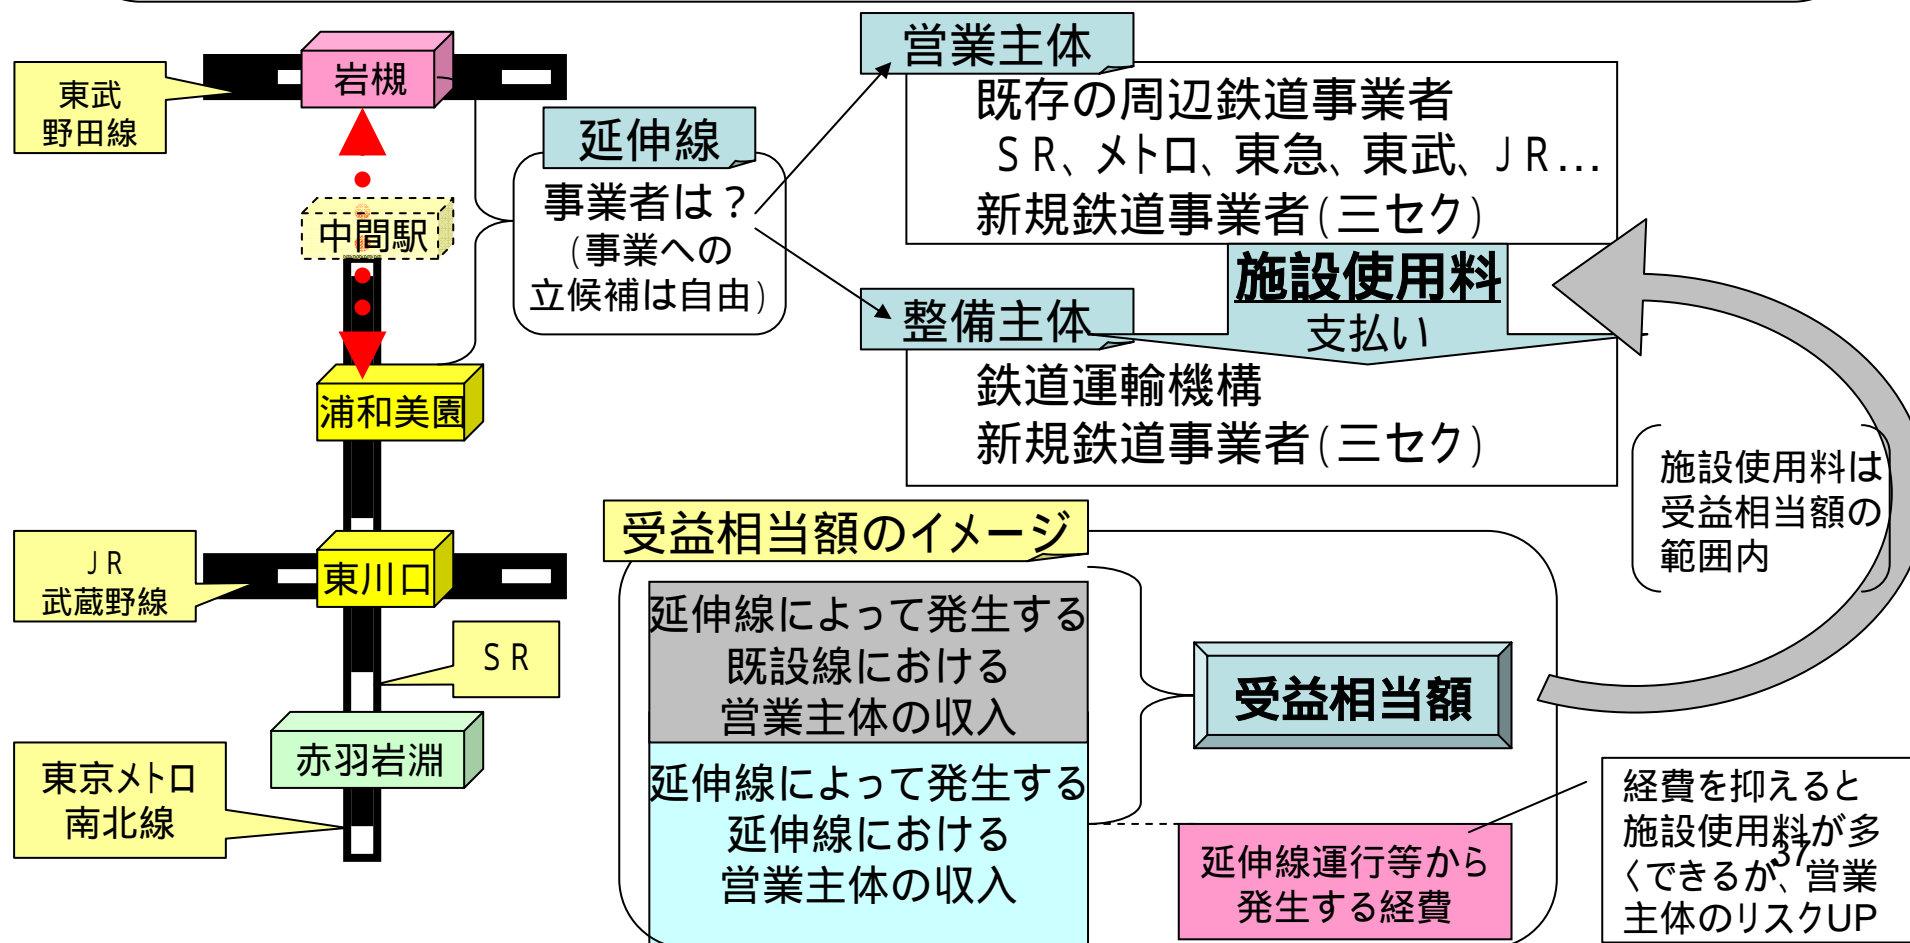 東武
野田線
岩槻
中間駅
浦和美園
JR
武蔵野線
東川口
SR
赤羽岩淵
東京メトロ
南北線
延伸線
事業者は？
(事業への
立候補は自由)
営業主体
既存の周辺鉄道事業者
SR、メトロ、東急、東武、JR…
新規鉄道事業者(三セク)
施設使用料
支払い
整備主体
鉄道運輸機構
新規鉄道事業者(三セク)
施設使用料は
受益相当額の
範囲内
受益相当額のイメージ
延伸線によって発生する
既設線における
営業主体の収入
延伸線によって発生する
延伸線における
営業主体の収入
受益相当額
延伸線運行等から
発生する経費
経費を抑えると
施設使用料が多
くできるが、営業
主体のリスクUP
37